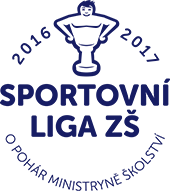 2016
2017
SPORTOVNÍ
LIGA ZŠ
O POHÁR MINISTRYNĚ ŠKOLSTVÍ